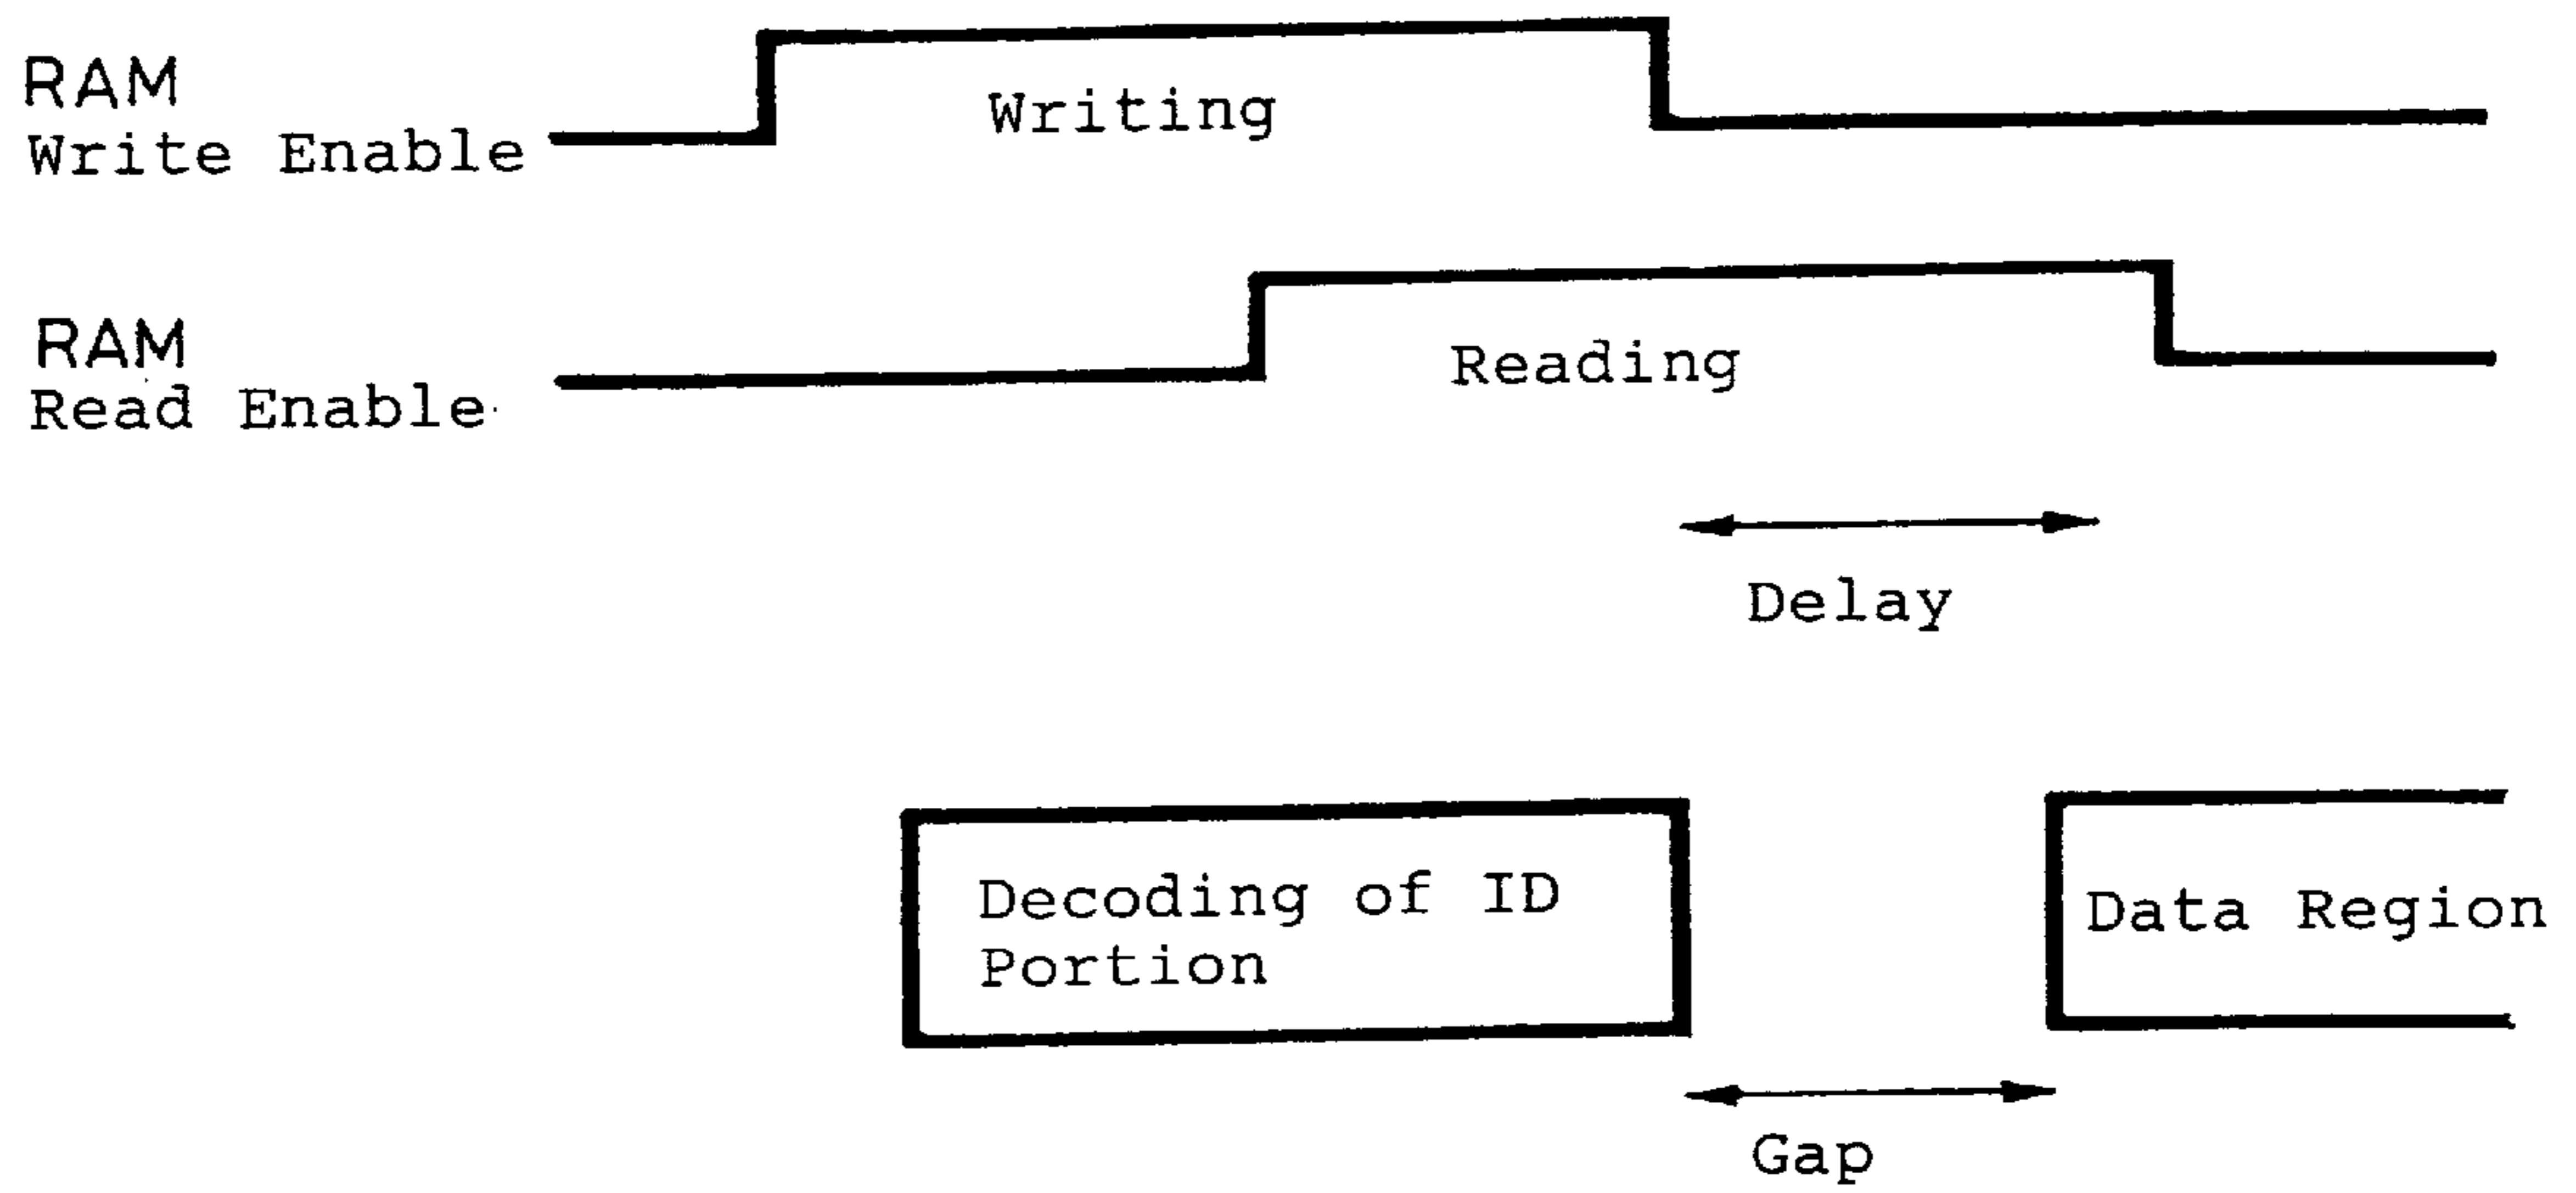 RAM
Write Enable
Writing
RAM
Read Enable
Reading
Delay
Decoding of ID
Portion
Data Region
Gap